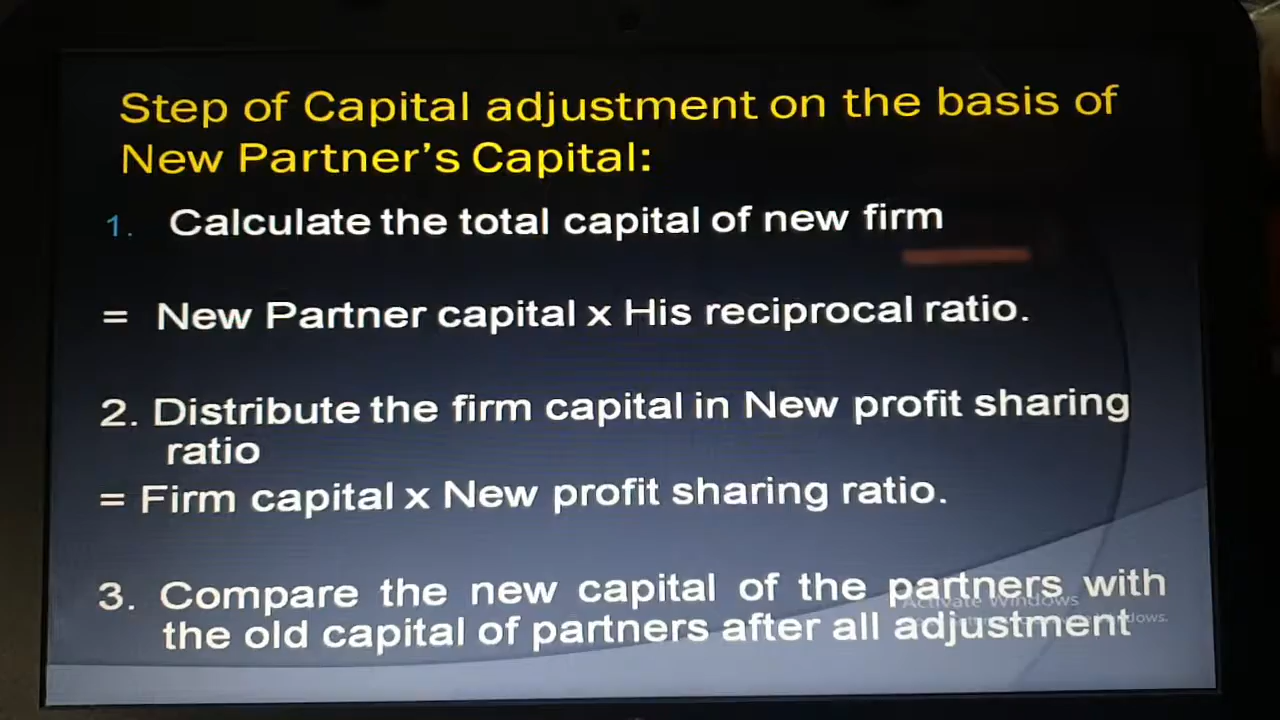 Step of Capital adjustment on the basis of
New Partner's Capital:
1. Calculate the total capital of new firm
= New Partner capital x His reciprocal ratio.
2. Distribute the firm capital in New profit sharing
ratio
= Firm capital x New profit sharing ratio.
3. Compare the new capital of the partners with
the old capital of partners after all adjustment
Activate Windows